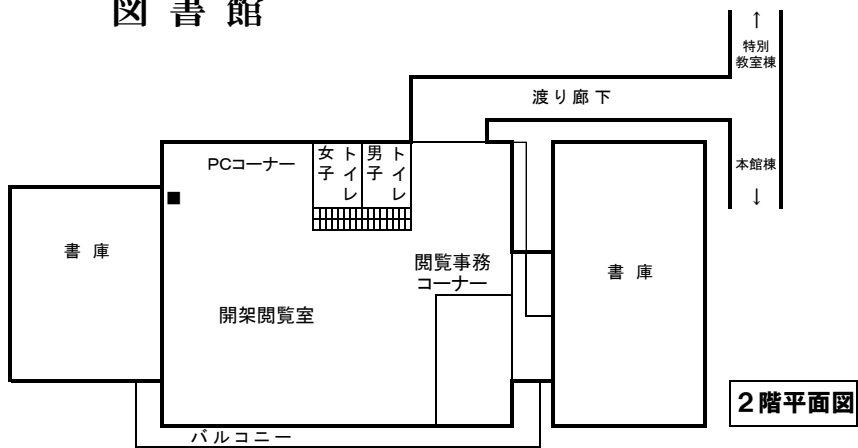 図書館
↑
特別
教室棟
渡り廊下
本館棟
↓
PCコーナー
女子トイレ
男子トイレ
書庫
閲覧事務
コーナー
書庫
開架閲覧室
2階平面図
バルコニー